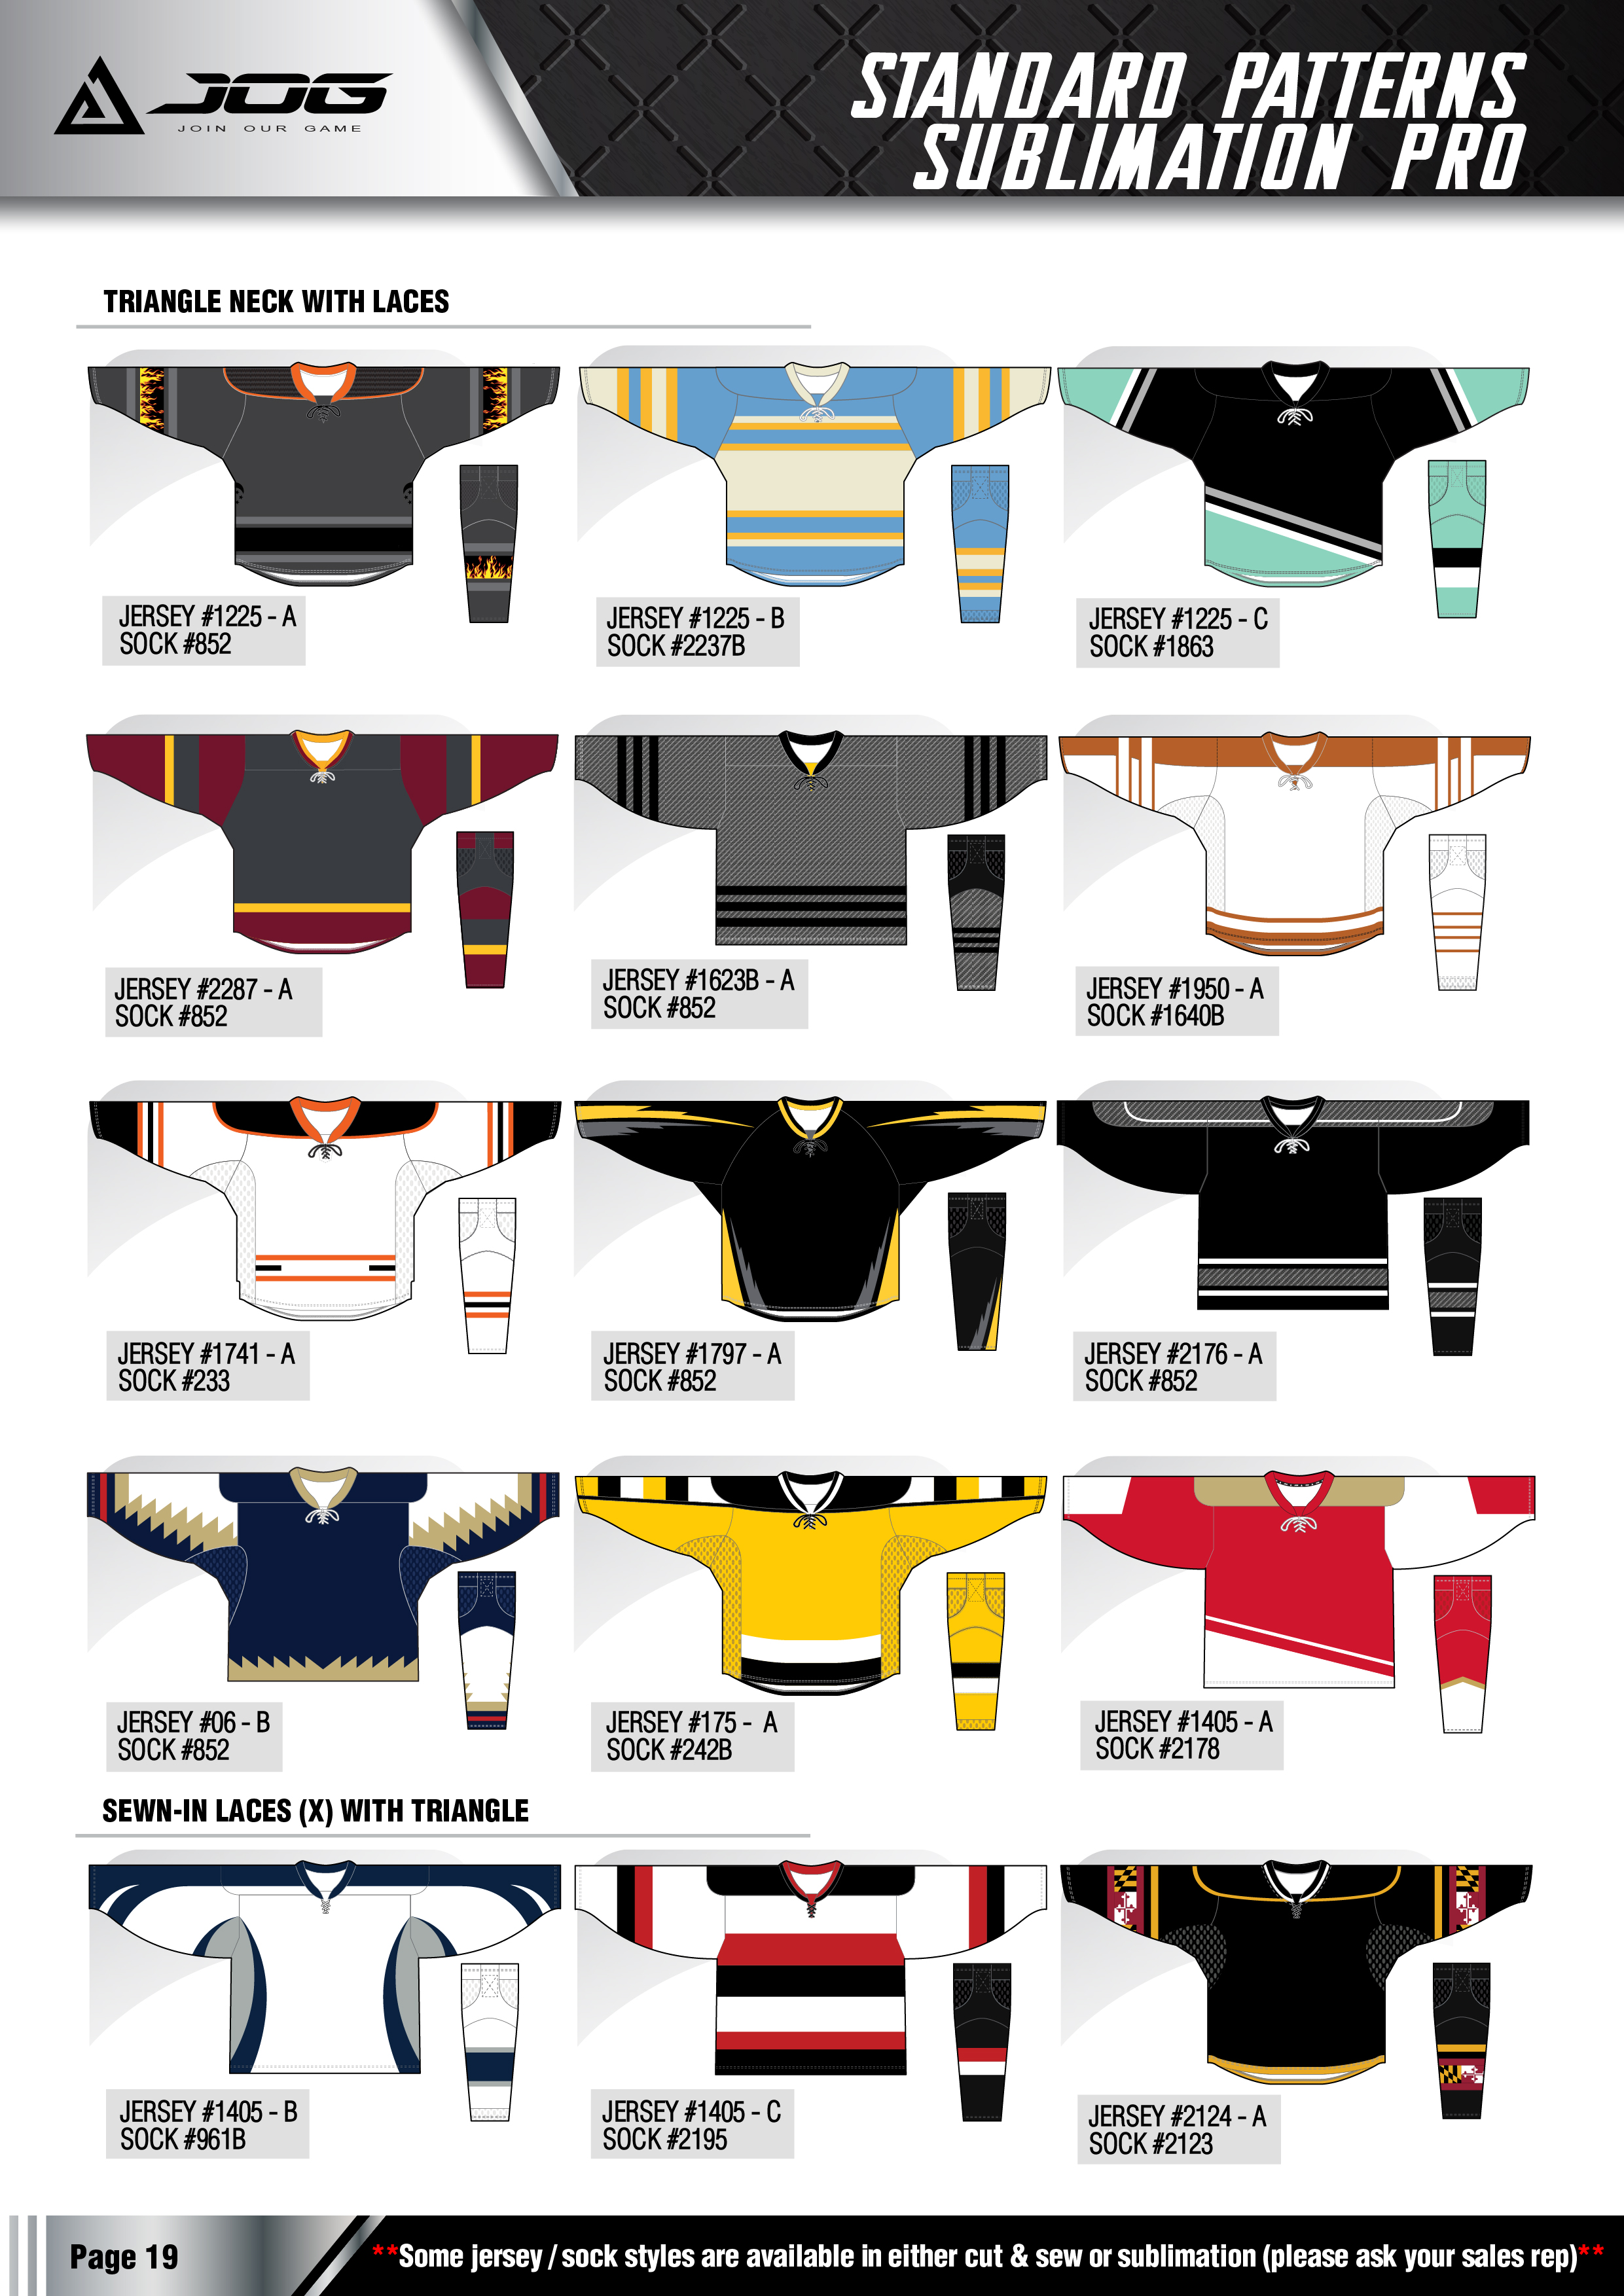 JOG
JOIN OUR GAME
STANDARD PATTERNS
SUBLIMATION PRO
TRIANGLE NECK WITH LACES
JERSEY #1225 - A
SOCK #852
JERSEY #1225 - B
SOCK #2237B
JERSEY #1225 - C
SOCK #1863
JERSEY #2287 - A
SOCK #852
JERSEY #1623B - A
SOCK #852
JERSEY #1950 - A
SOCK #1640B
JERSEY #1741 - A
SOCK #233
JERSEY #1797 - A
SOCK #852
JERSEY #2176 - A
SOCK #852
JERSEY #06 - B
SOCK #852
JERSEY #175 - A
SOCK #242B
JERSEY #1405 - A
SOCK #2178
SEWN-IN LACES (X) WITH TRIANGLE
JERSEY #1405 - B
SOCK #961B
JERSEY #1405 - C
SOCK #2195
JERSEY #2124 - A
SOCK #2123
Page 19
**Some jersey / sock styles are available in either cut & sew or sublimation (please ask your sales rep)**